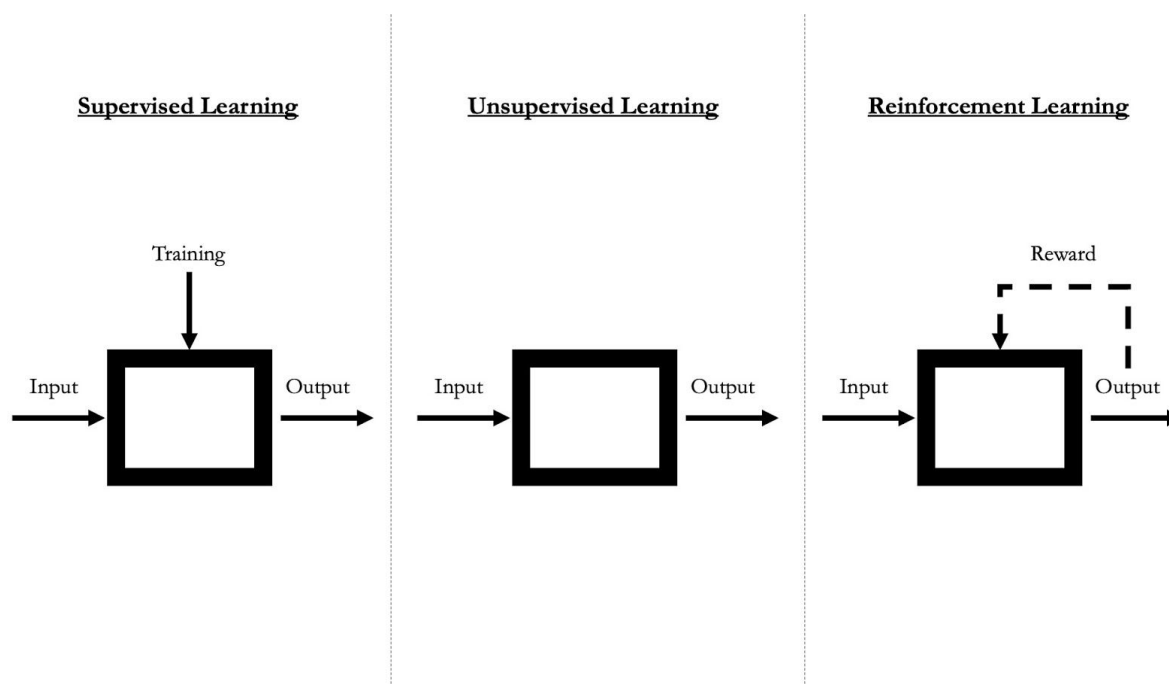 Supervised Learning
Unsupervised Learning
Reinforcement Learning
Training
Reward
Input
Output
Input
Output
Input
Output